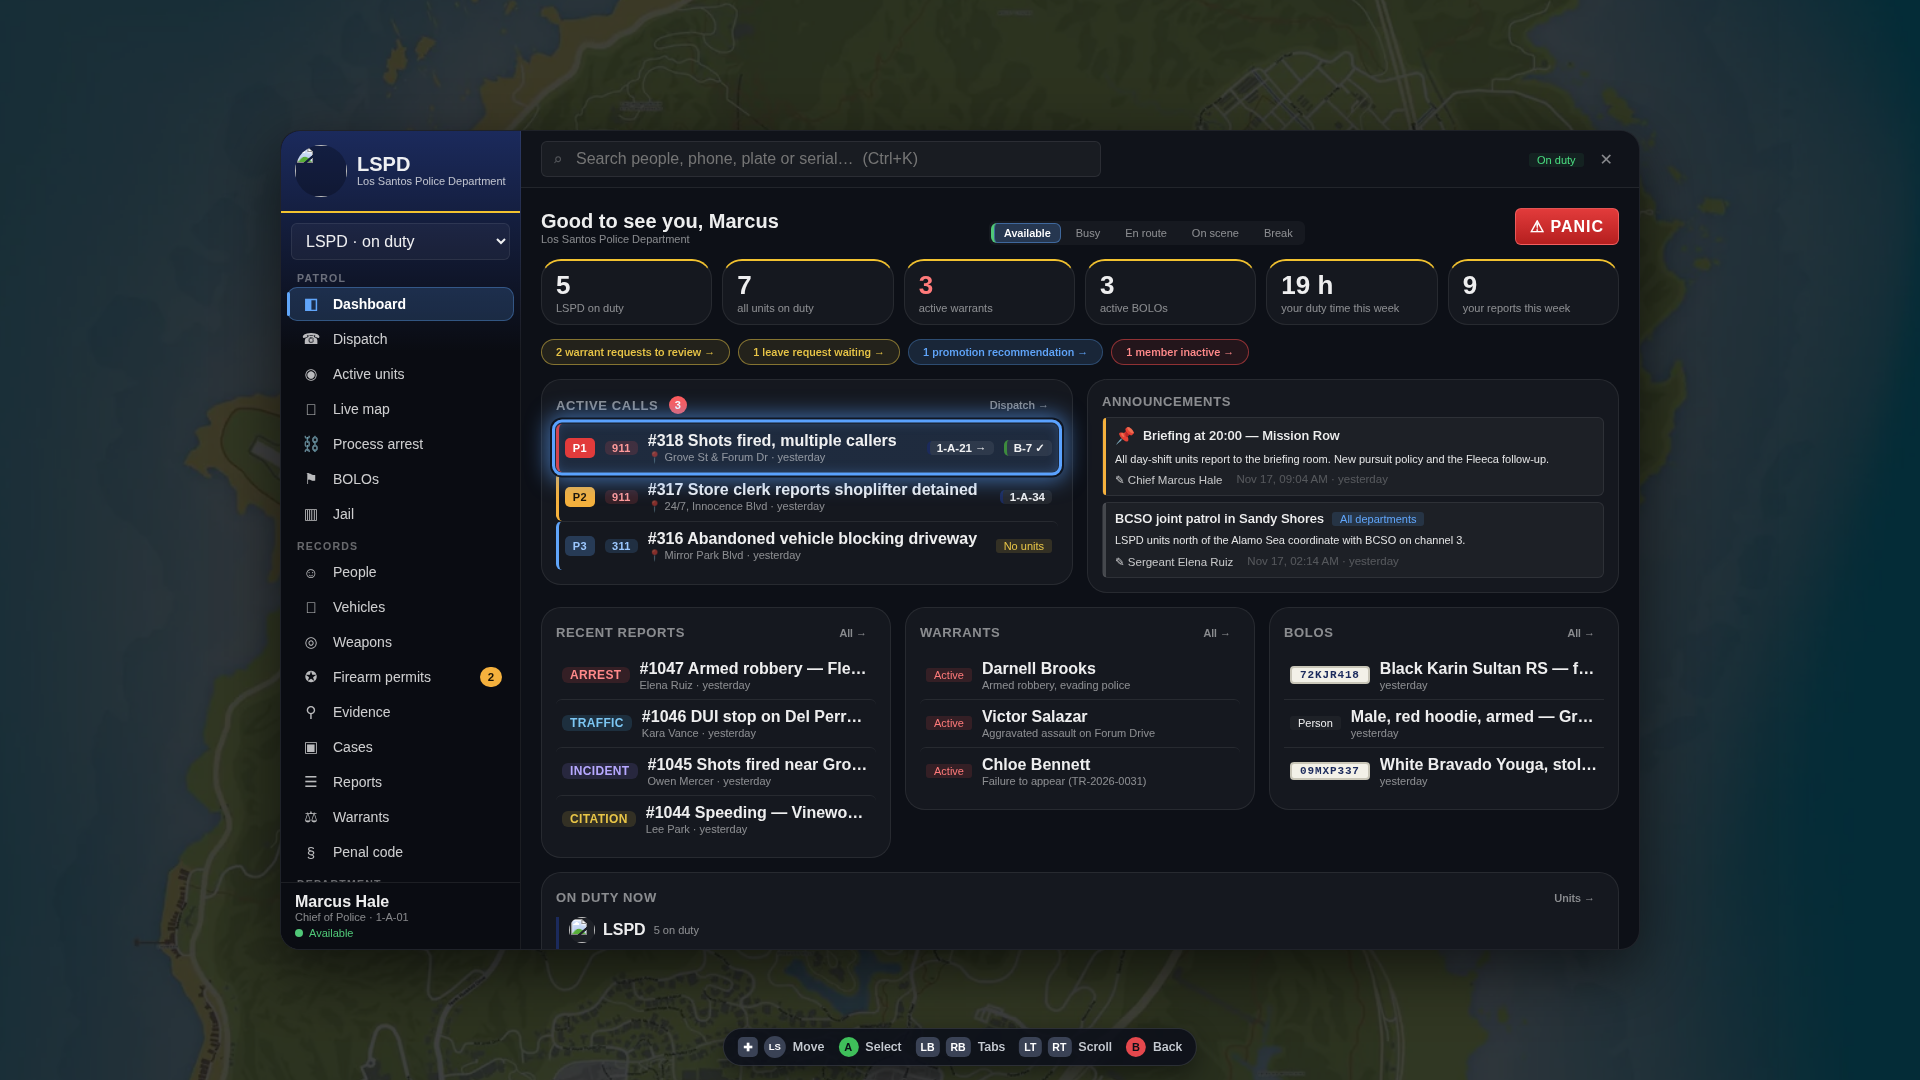 LSPD
Los Santos Police Department
LSPD · on duty
PATROL
Dashboard
Dispatch
Active units
Live map
Process arrest
BOLOs
Jail
RECORDS
People
Vehicles
Weapons
Firearm permits 2
Evidence
Cases
Reports
Warrants
Penal code
Marcus Hale
Chief of Police · 1-A-01
Available
Search people, phone, plate or serial… (Ctrl+K)
On duty ✕
Good to see you, Marcus
Los Santos Police Department
Available Busy En route On scene Break
⚠ PANIC
5
LSPD on duty
7
all units on duty
3
active warrants
3
active BOLOs
19 h
your duty time this week
9
your reports this week
2 warrant requests to review →
1 leave request waiting →
1 promotion recommendation →
1 member inactive →
ACTIVE CALLS 3 Dispatch →
P1 911 #318 Shots fired, multiple callers 1-A-21 → B-7 ✓
📍 Grove St & Forum Dr · yesterday
P2 911 #317 Store clerk reports shoplifter detained 1-A-34
📍 24/7, Innocence Blvd · yesterday
P3 311 #316 Abandoned vehicle blocking driveway No units
📍 Mirror Park Blvd · yesterday
ANNOUNCEMENTS
📌 Briefing at 20:00 — Mission Row
All day-shift units report to the briefing room. New pursuit policy and the Fleeca follow-up.
✎ Chief Marcus Hale Nov 17, 09:04 AM · yesterday
BCSO joint patrol in Sandy Shores All departments
LSPD units north of the Alamo Sea coordinate with BCSO on channel 3.
✎ Sergeant Elena Ruiz Nov 17, 02:14 AM · yesterday
RECENT REPORTS All →
ARREST #1047 Armed robbery — Fle…
Elena Ruiz · yesterday
TRAFFIC #1046 DUI stop on Del Perr…
Kara Vance · yesterday
INCIDENT #1045 Shots fired near Gro…
Owen Mercer · yesterday
CITATION #1044 Speeding — Vinewo…
Lee Park · yesterday
WARRANTS All →
Active Darnell Brooks
Armed robbery, evading police
Active Victor Salazar
Aggravated assault on Forum Drive
Active Chloe Bennett
Failure to appear (TR-2026-0031)
BOLOS All →
72KJR418 Black Karin Sultan RS — f…
yesterday
Person Male, red hoodie, armed — Gr…
yesterday
09MXP337 White Bravado Youga, stol…
yesterday
ON DUTY NOW Units →
LSPD 5 on duty
LS Move A Select LB RB Tabs LT RT Scroll B Back